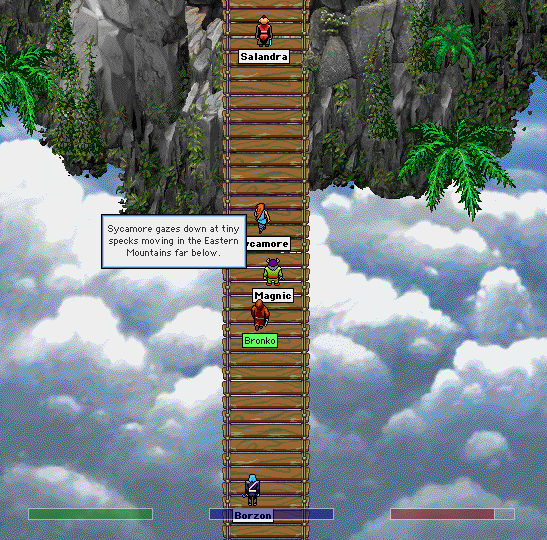 Salandra
Sycamore gazes down at tiny
specks moving in the Eastern
Mountains far below.
ycamore
Magnic
Bronko
Borzon